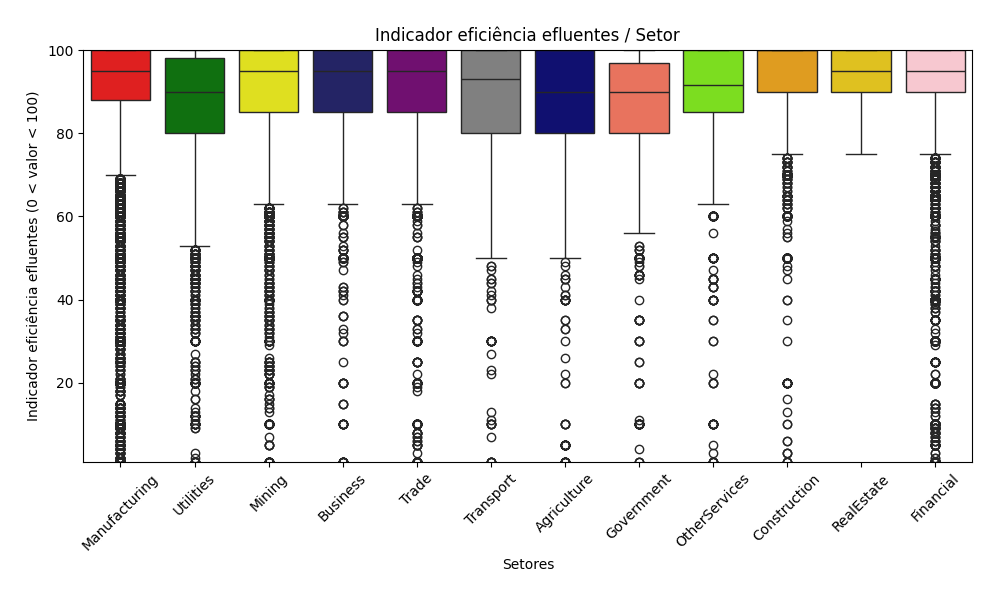 Indicador eficiência efluentes / Setor
Indicador eficiência efluentes (0 < valor < 100)
100
80
60
40
20
Manufacturing
Utilities
Mining
Business
Trade
Transport
Agriculture
Government
OtherServices
Construction
RealEstate
Financial
Setores